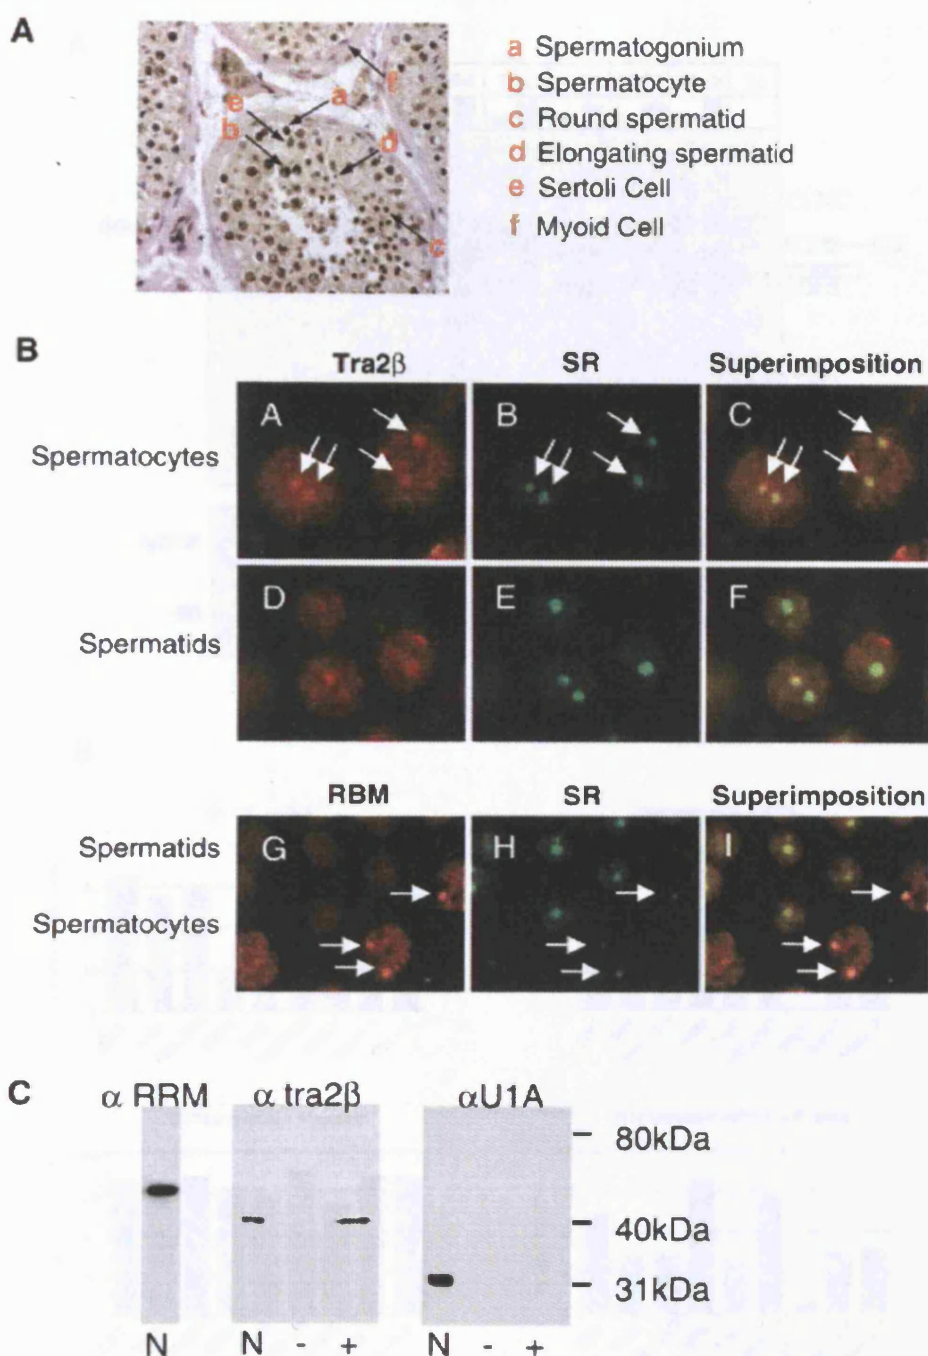 A
a Spermatogonium
b Spermatocyte
c Round spermatid
d Elongating spermatid
e Sertoli Cell
f Myoid Cell
f
e
a
b
d
c
B
Tra2β SR Superimposition
Spermatocytes
A B C
Spermatids
D E F
RBM SR Superimposition
Spermatids
G H I
Spermatocytes
C
α RRM α tra2β αU1A
80kDa
40kDa
31kDa
N N - + N - +